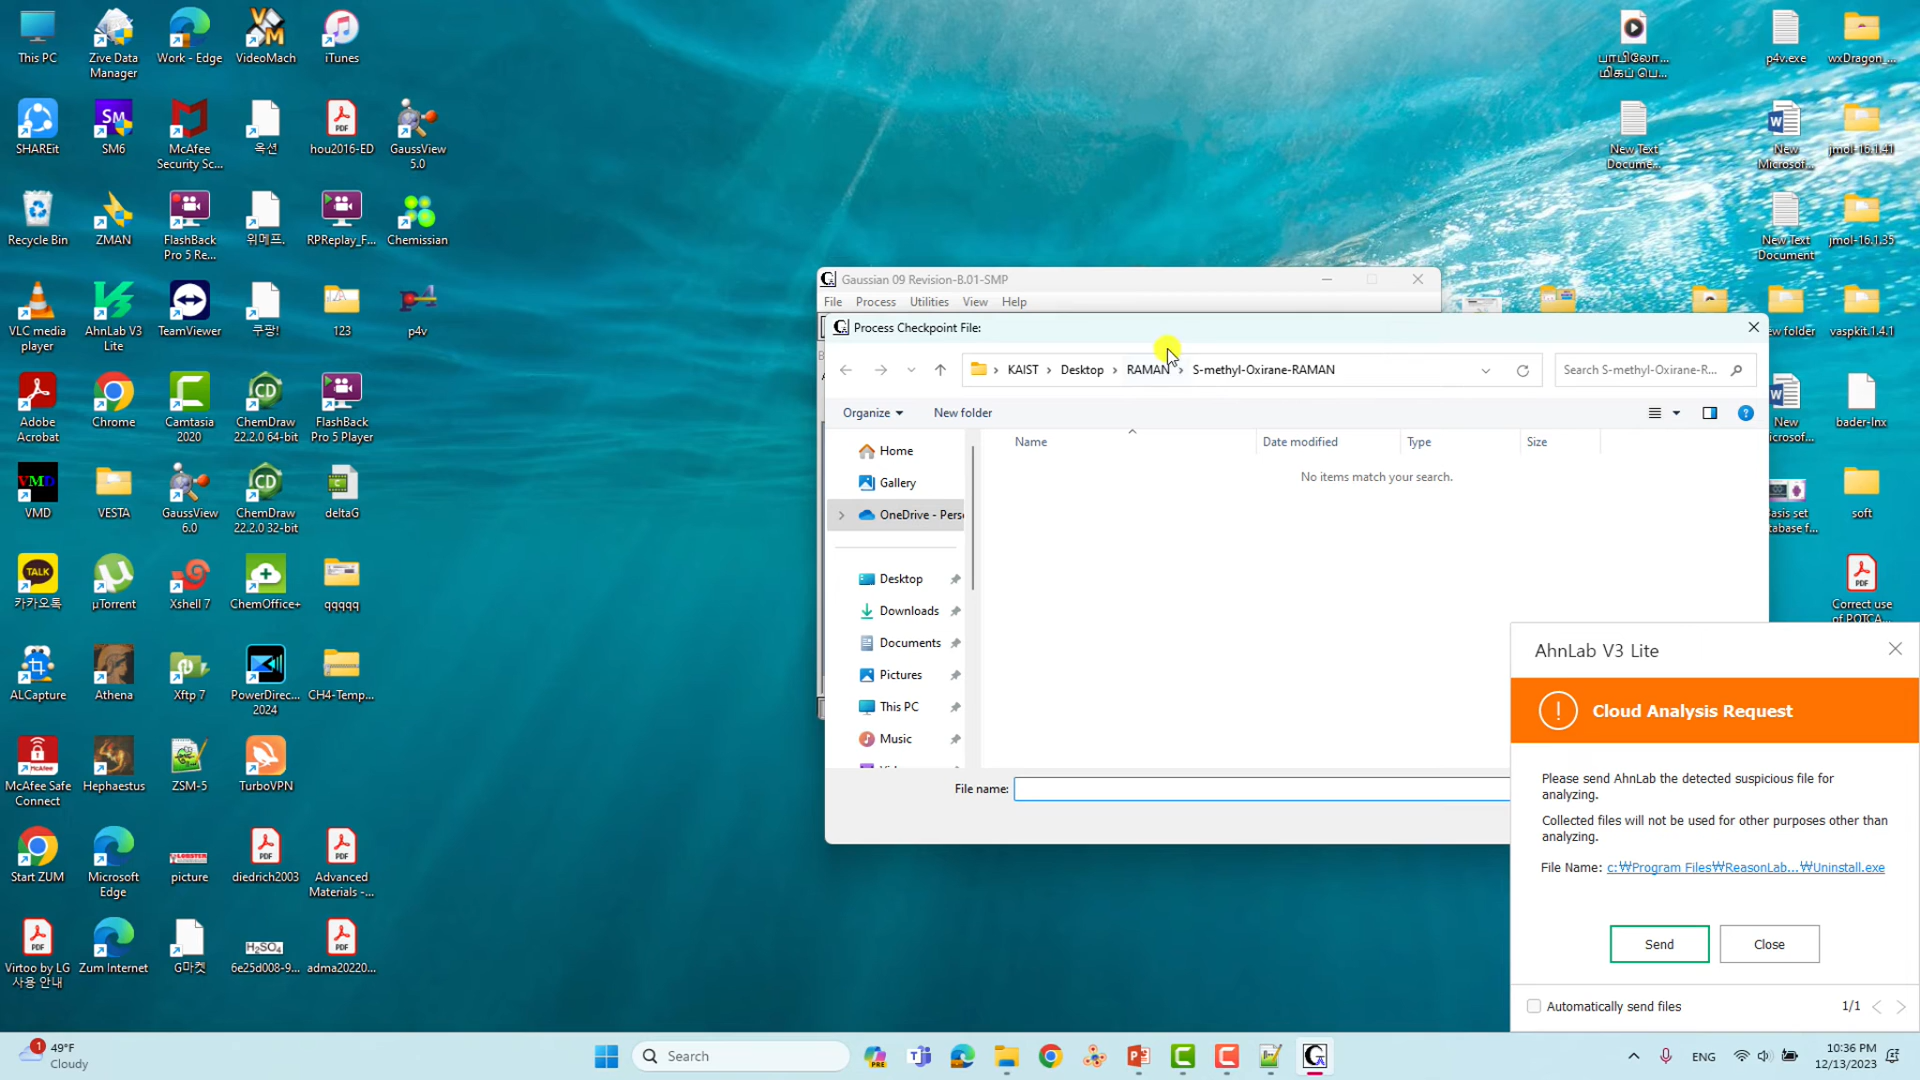 This PC
Zive Data
Manager
Work - Edge
VideoMach
iTunes
SHAREit
SM6
McAfee
Security Sc...
옥션
hou2016-ED
GaussView
5.0
Recycle Bin
ZMAN
FlashBack
Pro 5 Re...
위메프.
RPReplay_F...
Chemissian
VLC media
player
AhnLab V3
Lite
TeamViewer
쿠팡!
123
p4v
Adobe
Acrobat
Chrome
Camtasia
2020
ChemDraw
22.2.0 64-bit
FlashBack
Pro 5 Player
VMD
VESTA
GaussView
6.0
ChemDraw
22.2.0 32-bit
deltaG
카카오톡
µTorrent
Xshell 7
ChemOffice+
qqqqq
ALCapture
Athena
Xftp 7
PowerDirec...
2024
CH4-Temp...
McAfee Safe
Connect
Hephaestus
ZSM-5
TurboVPN
Start ZUM
Microsoft
Edge
picture
diedrich2003
Advanced
Materials -...
Virtoo by LG
사용 안내
Zum Internet
G마켓
H2SO4
6e25d008-9...
adma20220...
p4v.exe
wxDragon_...
New Text
Docume...
New
Microsof...
jmol-16.1.41
New Text
Document
jmol-16.1.35
ew folder
vaspkit.1.4.1
New
icrosof...
bader-lnx
basis set
tabase f...
soft
Correct use
of POTCA...
Gaussian 09 Revision-B.01-SMP
File Process Utilities View Help
Process Checkpoint File:
KAIST > Desktop > RAMAN > S-methyl-Oxirane-RAMAN
Search S-methyl-Oxirane-R...
Organize
New folder
Name
Date modified
Type
Size
No items match your search.
Home
Gallery
OneDrive - Perso
Desktop
Downloads
Documents
Pictures
This PC
Music
File name:
AhnLab V3 Lite
Cloud Analysis Request
Please send AhnLab the detected suspicious file for
analyzing.
Collected files will not be used for other purposes other than
analyzing.
File Name: c:₩Program Files₩ReasonLab...₩Uninstall.exe
Send
Close
Automatically send files
1/1
1
49°F
Cloudy
Search
PRE
ENG
10:36 PM
12/13/2023